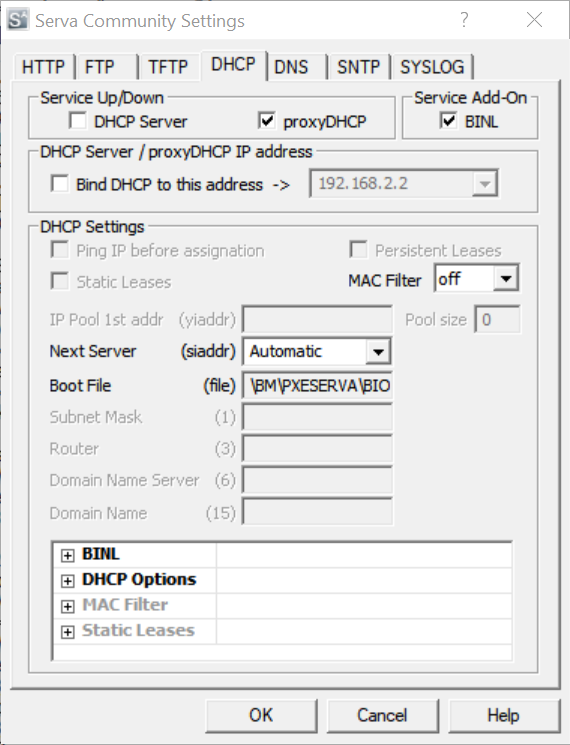 Serva Community Settings
HTTP FTP TFTP DHCP DNS SNTP SYSLOG
Service Up/Down Service Add-On
DHCP Server proxyDHCP BINL
DHCP Server / proxyDHCP IP address
Bind DHCP to this address -> 192.168.2.2
DHCP Settings
Ping IP before assignation Persistent Leases
Static Leases MAC Filter off
IP Pool 1st addr (yiaddr) Pool size 0
Next Server (siaddr) Automatic
Boot File (file) \BM\PXESERVA\BIO
Subnet Mask (1)
Router (3)
Domain Name Server (6)
Domain Name (15)
BINL
DHCP Options
MAC Filter
Static Leases
OK Cancel Help